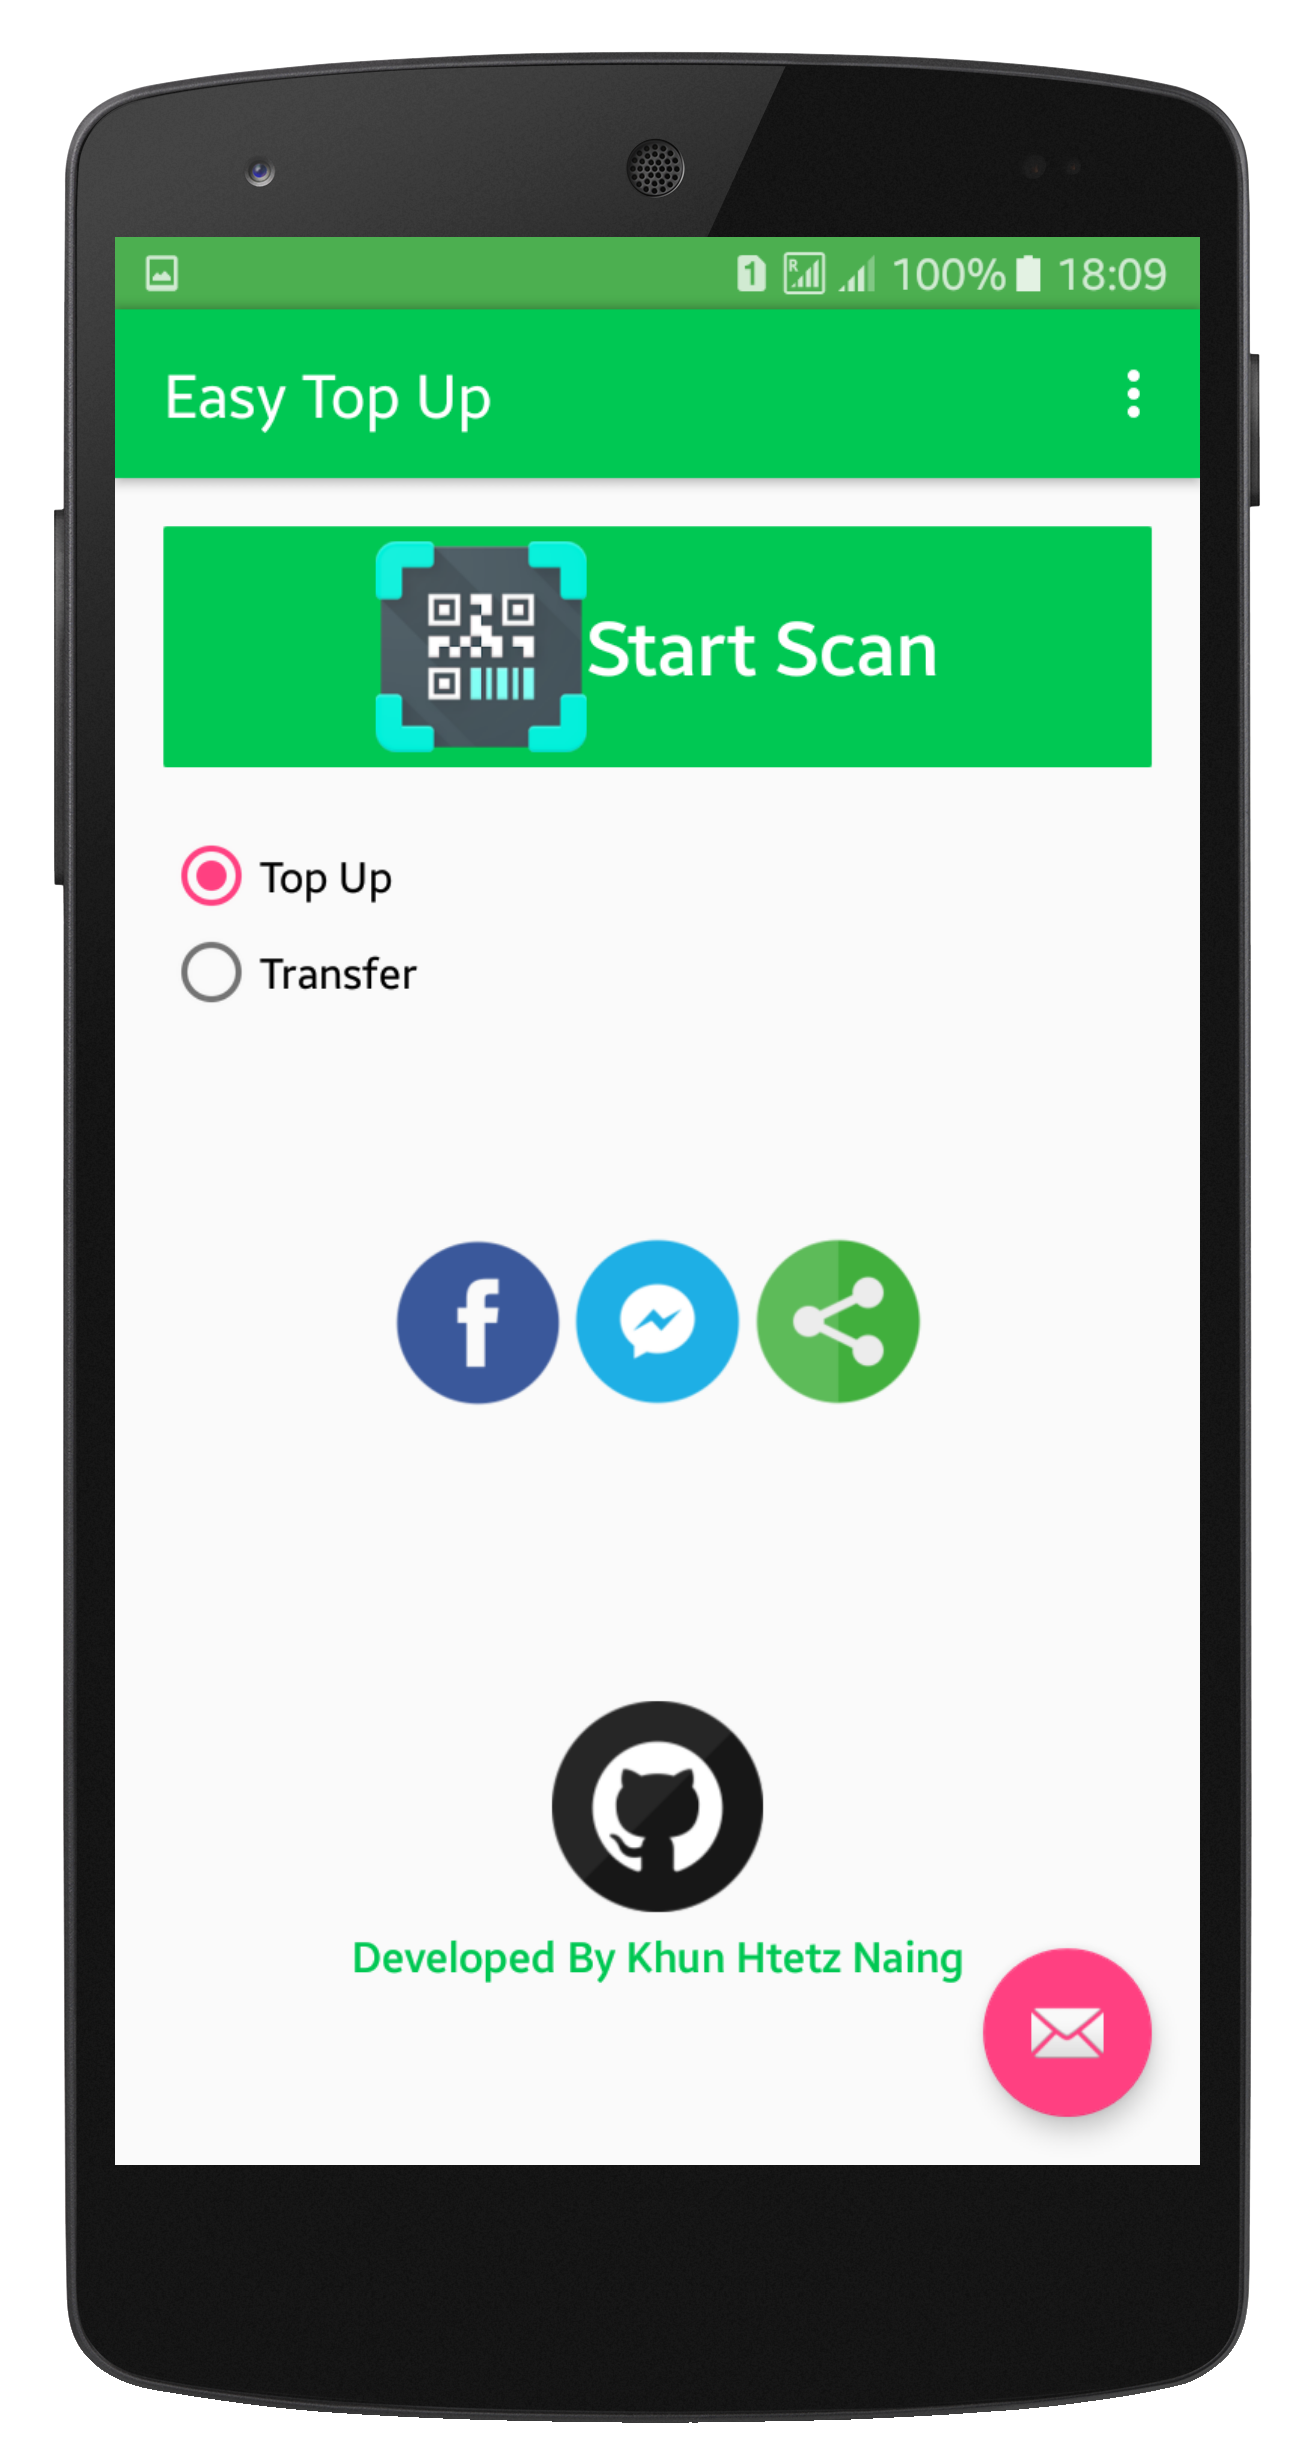 1 R 100% 18:09
Easy Top Up
Start Scan
Top Up
Transfer
f
Developed By Khun Htetz Naing